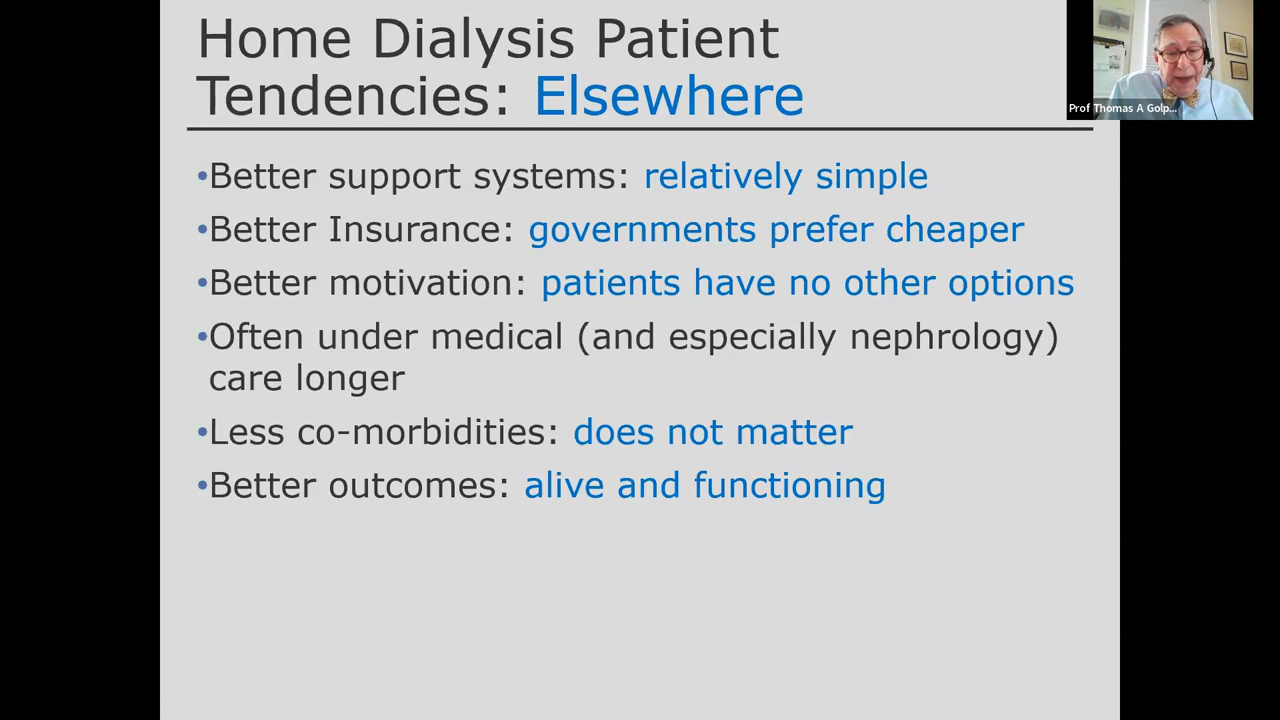 Home Dialysis Patient
Tendencies: Elsewhere
•Better support systems: relatively simple
•Better Insurance: governments prefer cheaper
•Better motivation: patients have no other options
•Often under medical (and especially nephrology)
care longer
•Less co-morbidities: does not matter
•Better outcomes: alive and functioning
Prof Thomas A Golp...